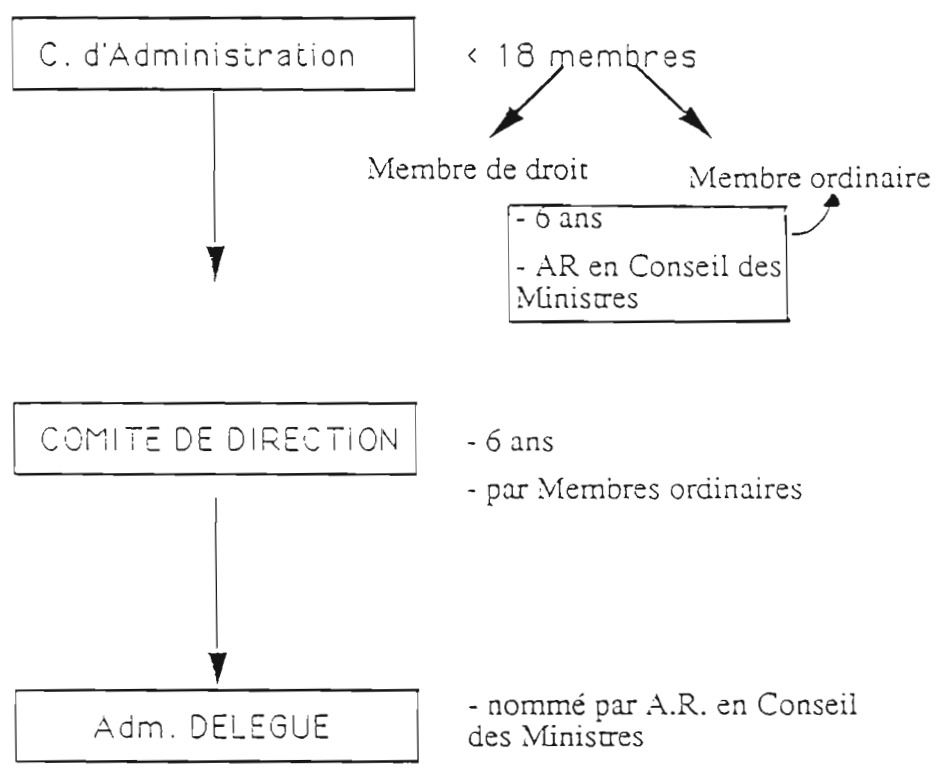 C. d'Administration
< 18 membres
Membre de droit
Membre ordinaire
- 6 ans
- AR en Conseil des
Ministres
COMITE DE DIRECTION
- 6 ans
- par Membres ordinaires
Adm. DELEGUE
- nommé par A.R. en Conseil
des Ministres